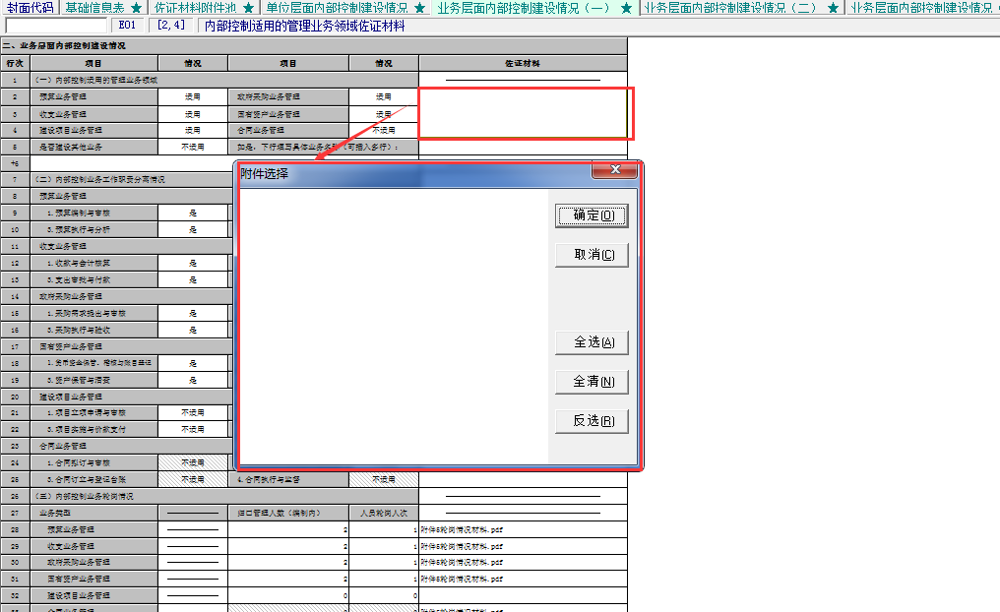 封面代码 基础信息表 ★ 佐证材料附件池 ★ 单位层面内部控制建设情况 ★ 业务层面内部控制建设情况（一） ★ 业务层面内部控制建设情况（二） ★ 业务层面内部控制建设情况
E01 [2,4] 内部控制适用的管理业务领域佐证材料
二、业务层面内部控制建设情况
行次 项目 情况 项目 情况 佐证材料
1 （一）内部控制适用的管理业务领域
2 预算业务管理 适用 政府采购业务管理 适用
3 收支业务管理 适用 国有资产业务管理 适用
4 建设项目业务管理 适用 合同业务管理 不适用
5 是否建设其他业务 不适用 如是，下行填写具体业务名称（可插入多行）：
+6
7 （二）内部控制业务工作职责分离情况
8 预算业务管理
9 1.预算编制与审核 是
10 3.预算执行与分析 是
11 收支业务管理
12 1.收款与会计核算 是
13 3.支出审批与付款 是
14 政府采购业务管理
15 1.采购需求提出与审核 是
16 3.采购执行与验收 是
17 国有资产业务管理
18 1.货币资金保管、稽核与账目登记 是
19 3.资产保管与清查 是
20 建设项目业务管理
21 1.项目立项申请与审核 不适用
22 3.项目实施与价款支付 不适用
23 合同业务管理
24 1.合同拟订与审核 不适用
25 3.合同订立与登记台账 不适用 4.合同执行与监督 不适用
26 （三）内部控制业务轮岗情况
27 业务类型 归口管理人数（编制内） 人员轮岗人次
28 预算业务管理 2 1 附件5轮岗情况材料.pdf
29 收支业务管理 2 1 附件5轮岗情况材料.pdf
30 政府采购业务管理 2 1 附件5轮岗情况材料.pdf
31 国有资产业务管理 2 1 附件5轮岗情况材料.pdf
32 建设项目业务管理 0 0
附件选择
X
确定(O)
取消(C)
全选(A)
全清(N)
反选(R)